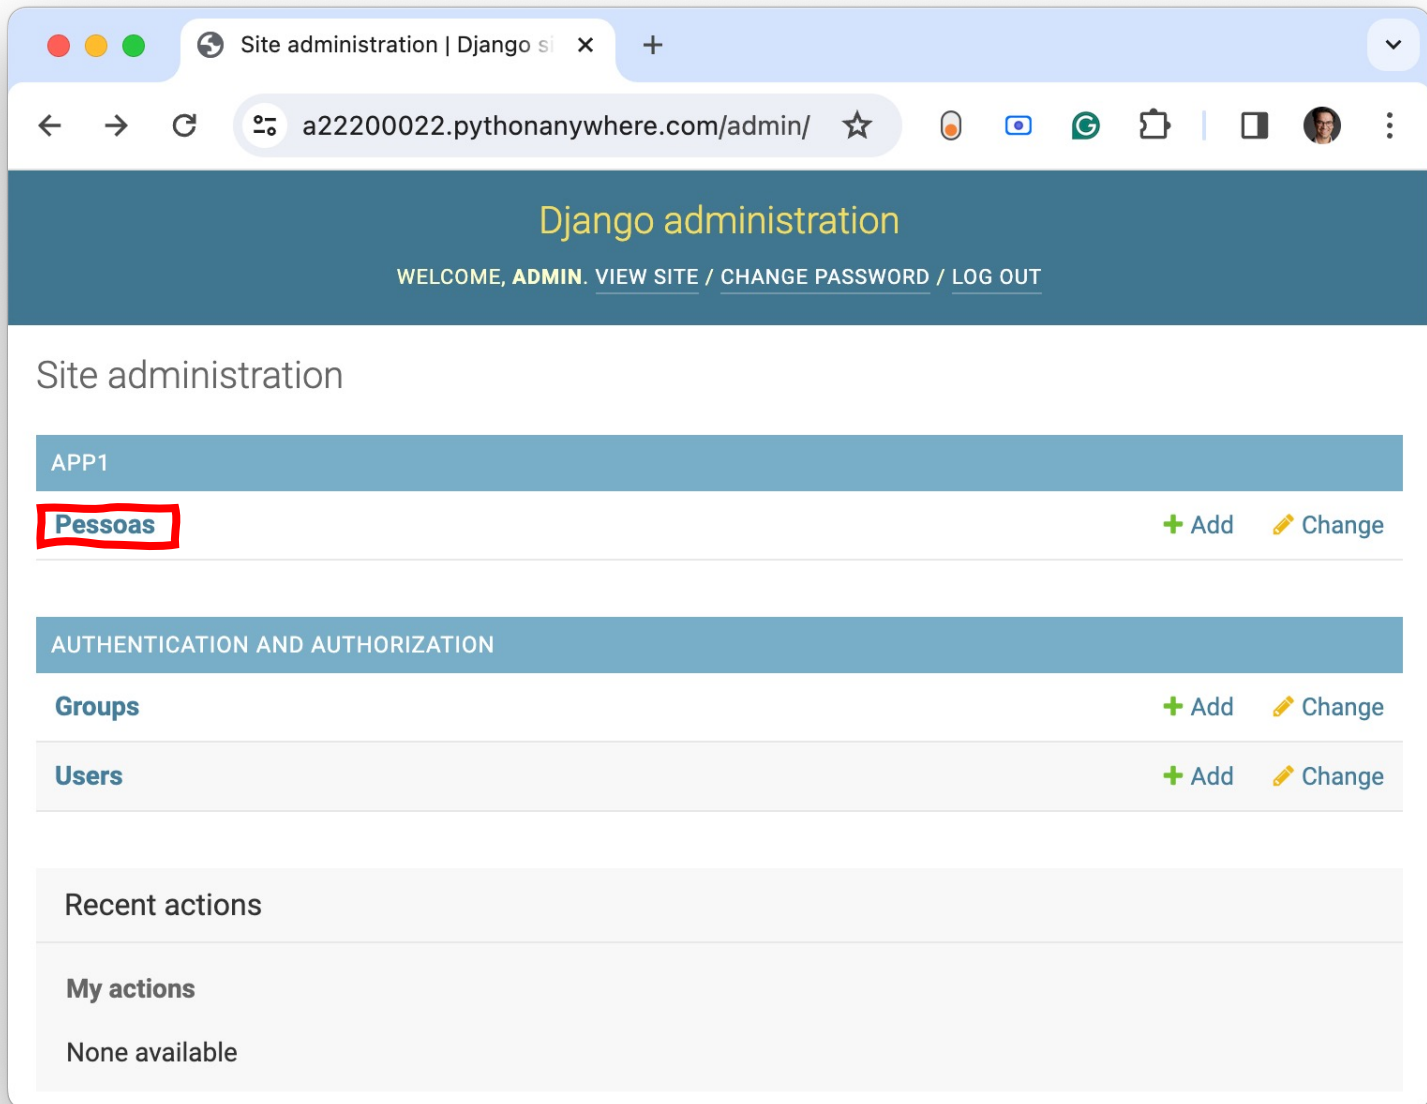 Site administration | Django si
a22200022.pythonanywhere.com/admin/
Django administration
WELCOME, ADMIN. VIEW SITE / CHANGE PASSWORD / LOG OUT
Site administration
APP1
Pessoas + Add Change
AUTHENTICATION AND AUTHORIZATION
Groups + Add Change
Users + Add Change
Recent actions
My actions
None available